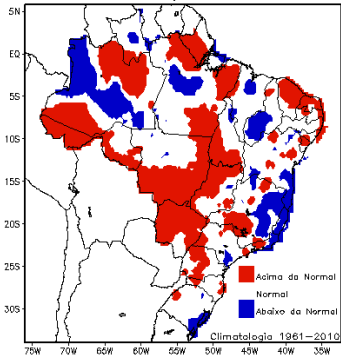 5N
EQ
5S
10S
15S
20S
25S
30S
Acima da Normal
Normal
Abaixo da Normal
Climatologia 1961-2010
75W 70W 65W 60W 55W 50W 45W 40W 35W